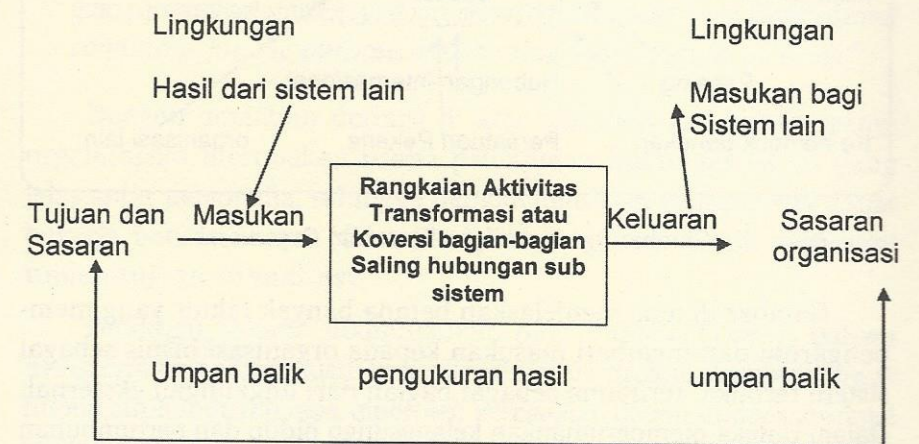 Lingkungan
Lingkungan
Hasil dari sistem lain
Masukan bagi
Sistem lain
Rangkaian Aktivitas
Transformasi atau
Koversi bagian-bagian
Saling hubungan sub
sistem
Tujuan dan
Sasaran
Masukan
Keluaran
Sasaran
organisasi
Umpan balik
pengukuran hasil
umpan balik